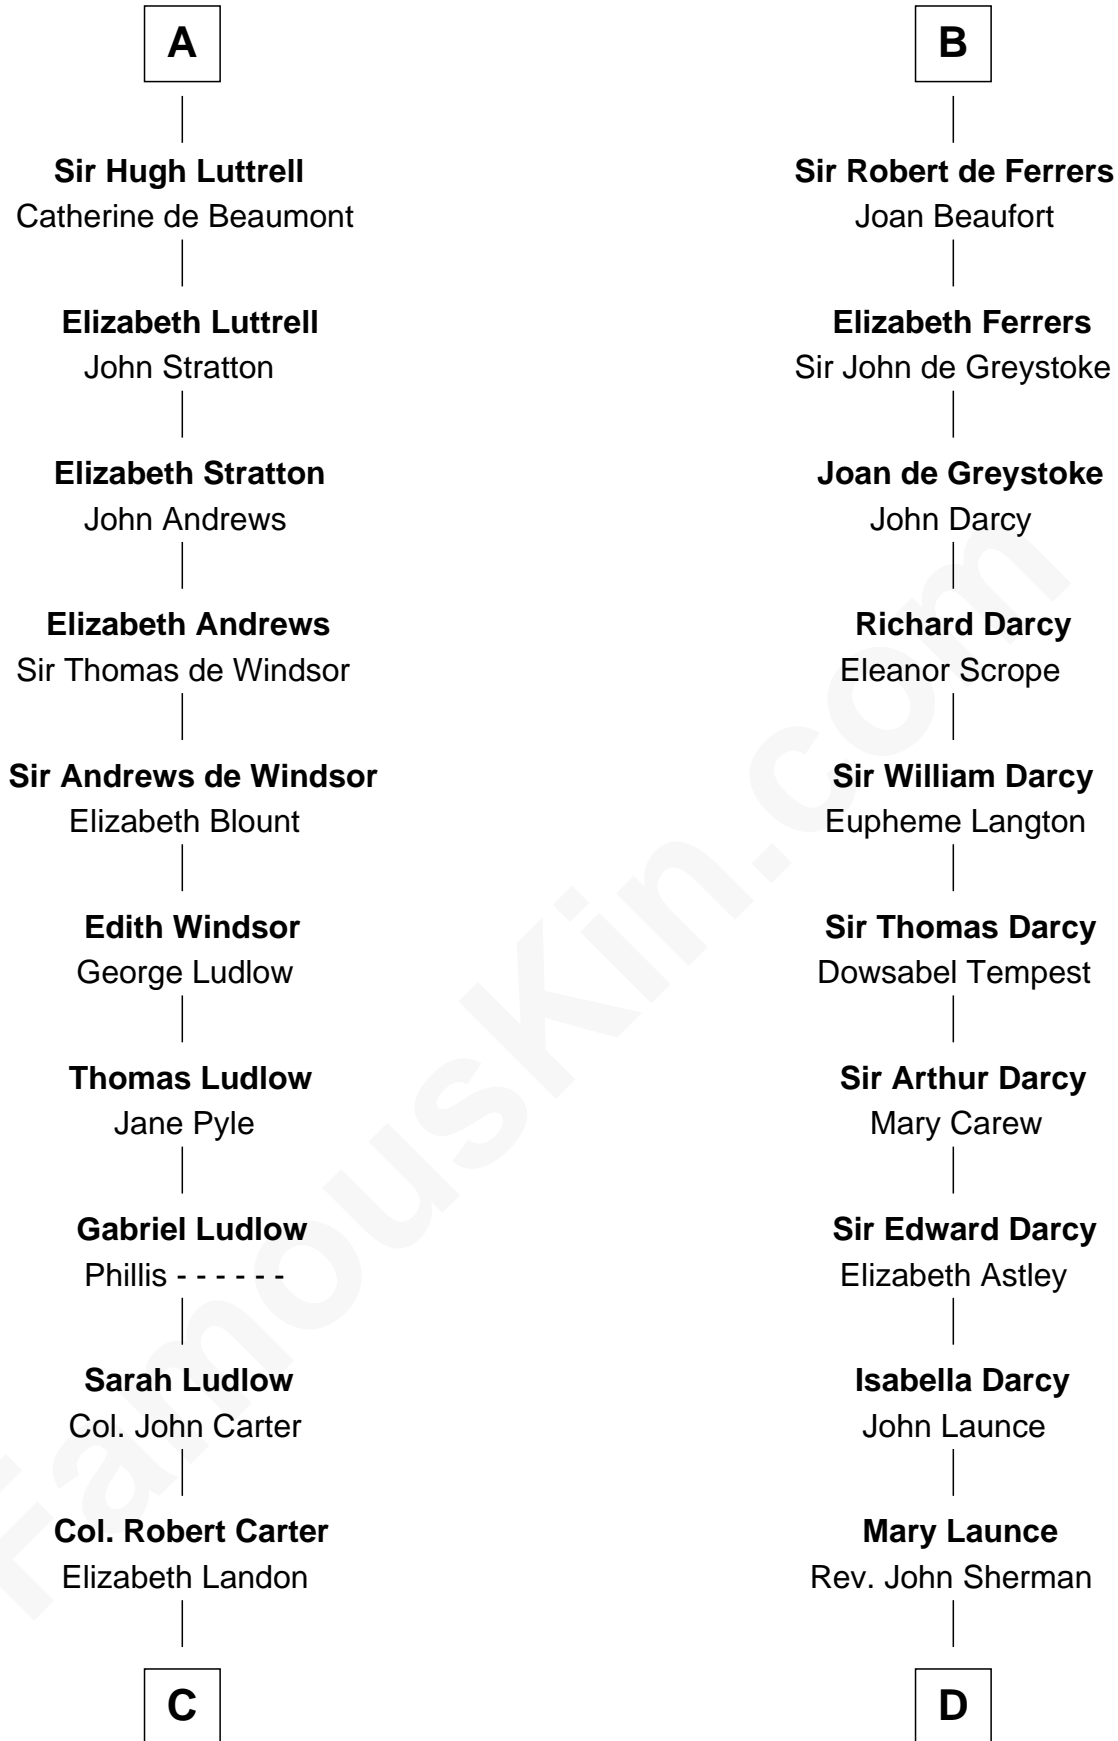 A
Sir Hugh Luttrell
Catherine de Beaumont
Elizabeth Luttrell
John Stratton
Elizabeth Stratton
John Andrews
Elizabeth Andrews
Sir Thomas de Windsor
Sir Andrews de Windsor
Elizabeth Blount
Edith Windsor
George Ludlow
Thomas Ludlow
Jane Pyle
Gabriel Ludlow
Phillis - - - - - -
Sarah Ludlow
Col. John Carter
Col. Robert Carter
Elizabeth Landon
C
B
Sir Robert de Ferrers
Joan Beaufort
Elizabeth Ferrers
Sir John de Greystoke
Joan de Greystoke
John Darcy
Richard Darcy
Eleanor Scrope
Sir William Darcy
Eupheme Langton
Sir Thomas Darcy
Dowsabel Tempest
Sir Arthur Darcy
Mary Carew
Sir Edward Darcy
Elizabeth Astley
Isabella Darcy
John Launce
Mary Launce
Rev. John Sherman
D
FamousKin.com